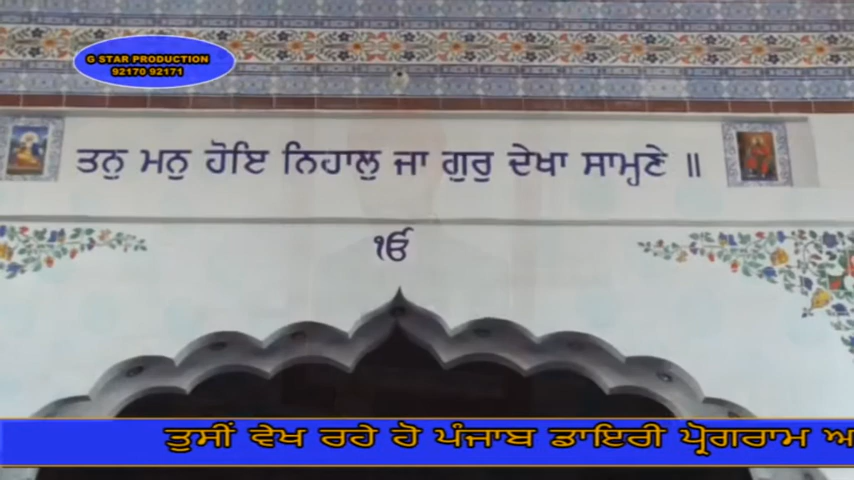 G STAR PRODUCTION
92170 92171
ਤਨੁ ਮਨੁ ਹੋਇ ਨਿਹਾਲੁ ਜਾ ਗੁਰੁ ਦੇਖਾ ਸਾਮ੍ਹਣੇ ॥
ੴ
ਤੁਸੀਂ ਵੇਖ ਰਹੇ ਹੋ ਪੰਜਾਬ ਡਾਇਰੀ ਪ੍ਰੋਗਰਾਮ